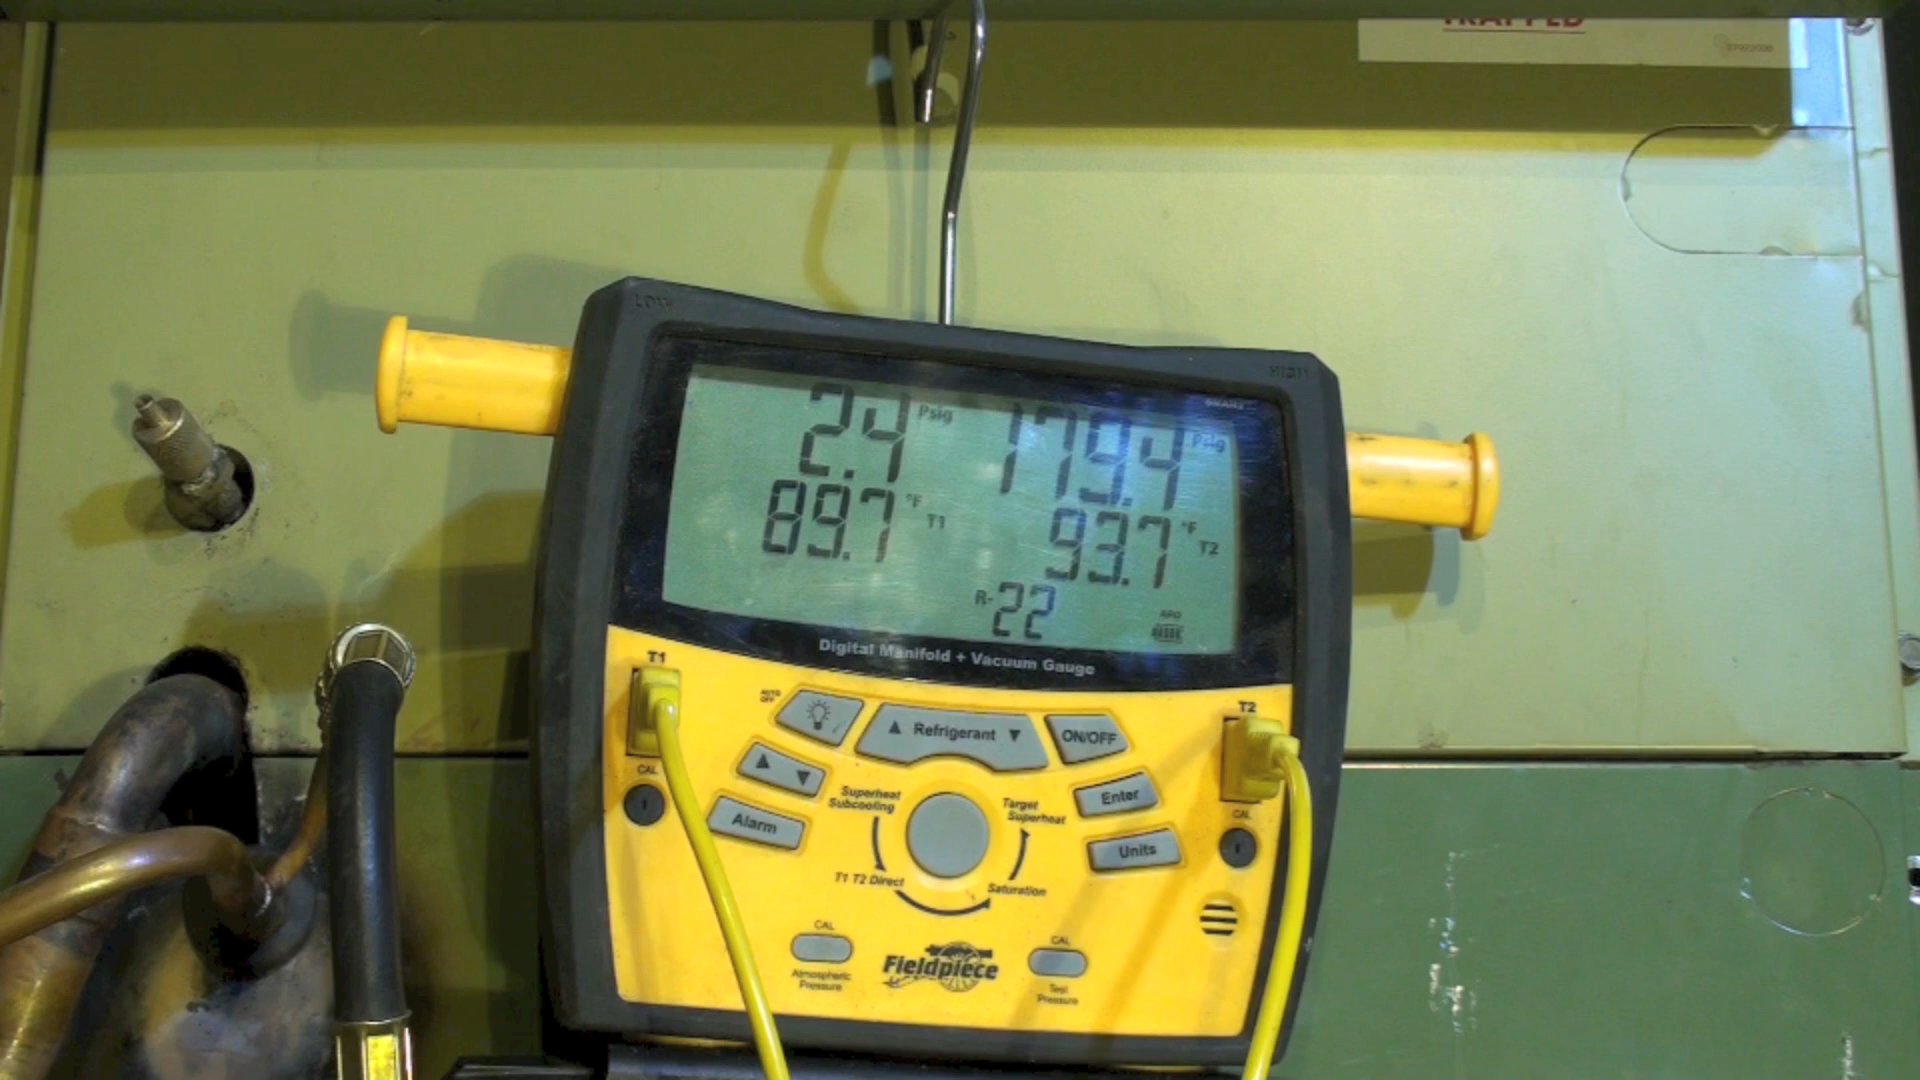 TRAPPED
LOW
HIGH
2.4 Psig 179.4 Psig
89.7 °F T1 93.7 °F T2
R-22
APO
Digital Manifold + Vacuum Gauge
T1
T2
AUTO
OFF
▲ Refrigerant ▼
ON/OFF
▲ ▼
Enter
CAL
CAL
Superheat
Subcooling
Target
Superheat
Alarm
Units
T1 T2 Direct
Saturation
CAL
CAL
Fieldpiece
Atmospheric
Pressure
Test
Pressure